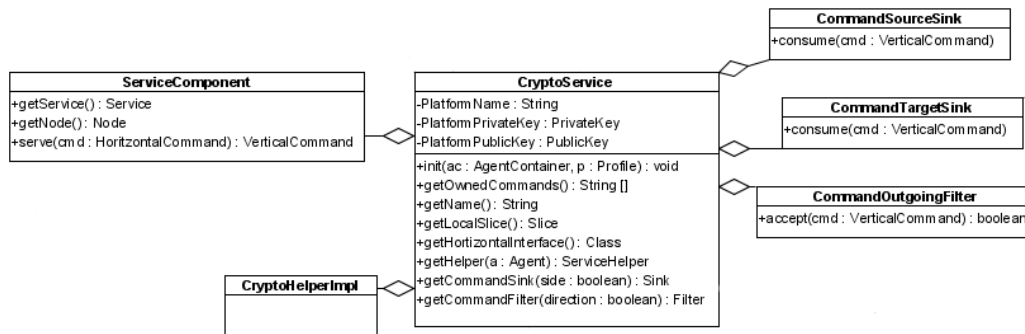 CommandSourceSink
+consume(cmd : VerticalCommand)
ServiceComponent
+getService() : Service
+getNode() : Node
+serve(cmd : HoritzontalCommand) : VerticalCommand
CryptoService
-PlatformName : String
-PlatformPrivateKey : PrivateKey
-PlatformPublicKey : PublicKey
+init(ac : AgentContainer, p : Profile) : void
+getOwnedCommands() : String []
+getName() : String
+getLocalSlice() : Slice
+getHortizontalInterface() : Class
+getHelper(a : Agent) : ServiceHelper
+getCommandSink(side : boolean) : Sink
+getCommandFilter(direction : boolean) : Filter
CommandTargetSink
+consume(cmd : VerticalCommand)
CommandOutgoingFilter
+accept(cmd : VerticalCommand) : boolean
CryptoHelperImpl